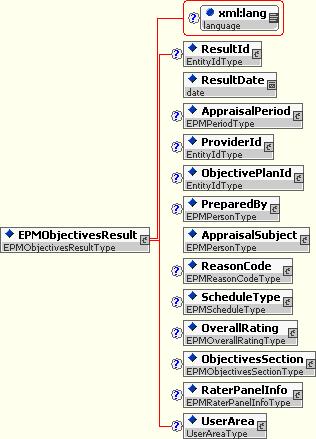 xml:lang
language
? ResultId
EntityIdType
ResultDate
date
? AppraisalPeriod
EPMPeriodType
? ProviderId
EntityIdType
? ObjectivePlanId
EntityIdType
? PreparedBy
EPMPersonType
EPMObjectivesResult
EPMObjectivesResultType
AppraisalSubject
EPMPersonType
? ReasonCode
EPMReasonCodeType
? ScheduleType
EPMScheduleType
? OverallRating
EPMOverallRatingType
? ObjectivesSection
EPMObjectivesSectionType
? RaterPanelInfo
EPMRaterPanelInfoType
? UserArea
UserAreaType